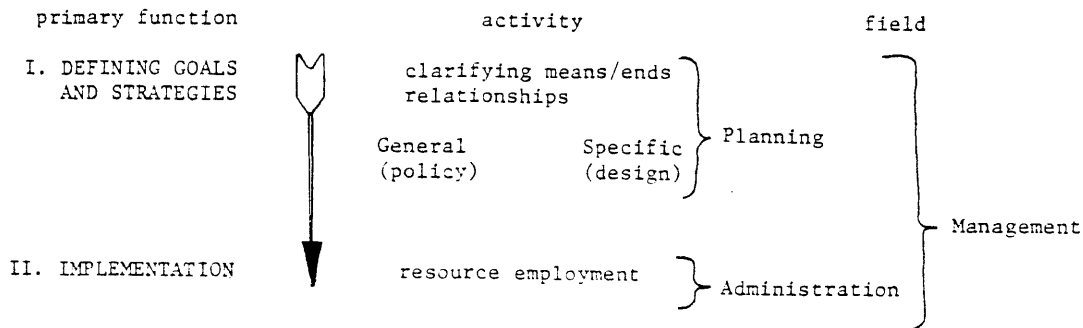 primary function activity field
I. DEFINING GOALS AND STRATEGIES
clarifying means/ends relationships
General (policy)
Specific (design)
Planning
Management
II. IMPLEMENTATION
resource employment
Administration